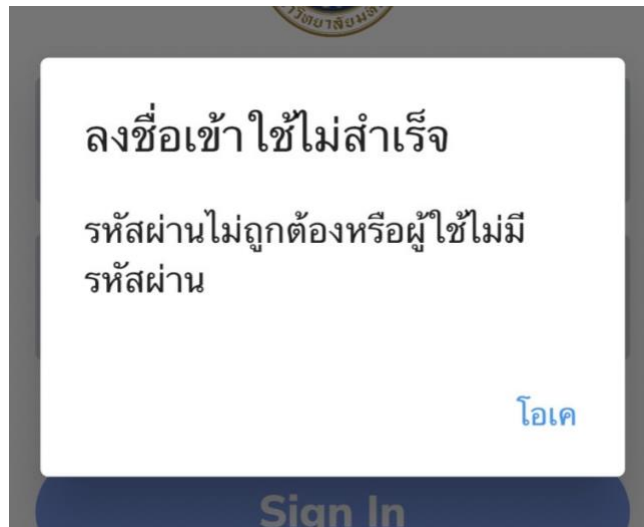 ลงชื่อเข้าใช้ไม่สำเร็จ
รหัสผ่านไม่ถูกต้องหรือผู้ใช้ไม่มี
รหัสผ่าน
โอเค
Sign In